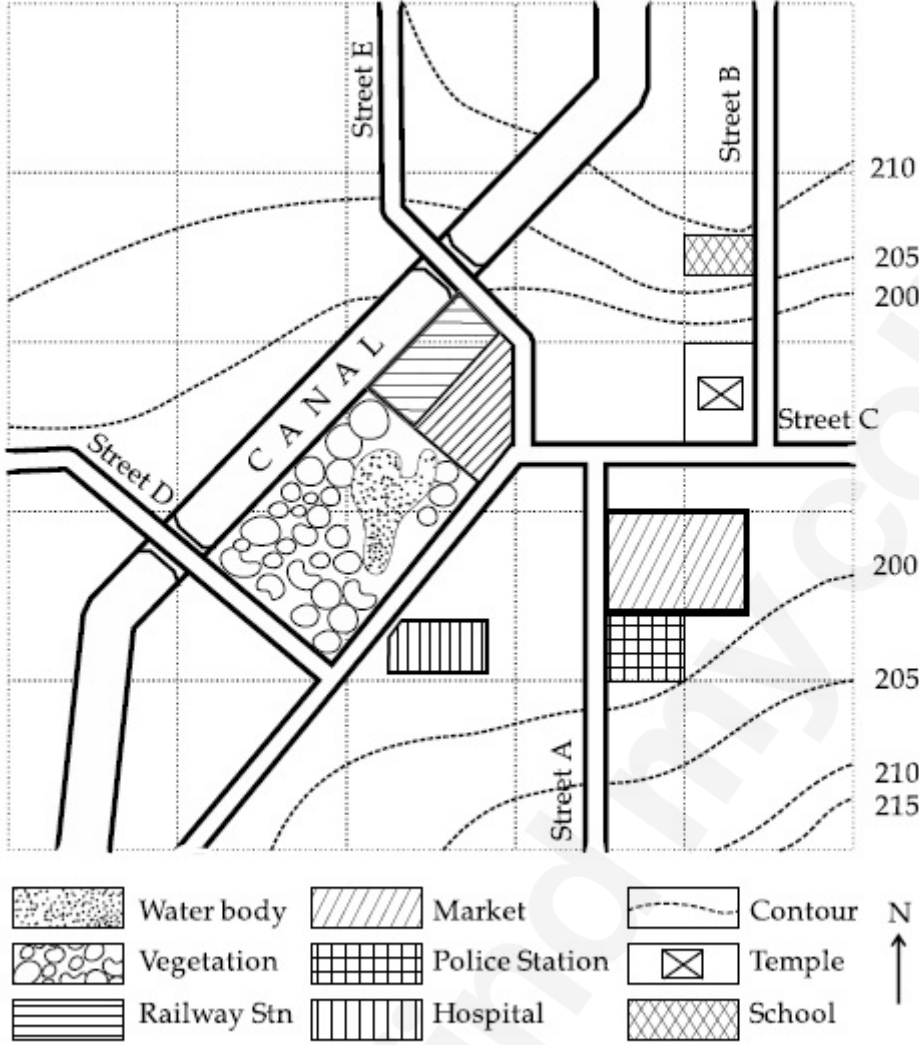 Street E
Street B
210
205
200
CANAL
Street C
Street D
200
205
210
215
Street A
Water body
Market
Contour
N
Vegetation
Police Station
Temple
Railway Stn
Hospital
School